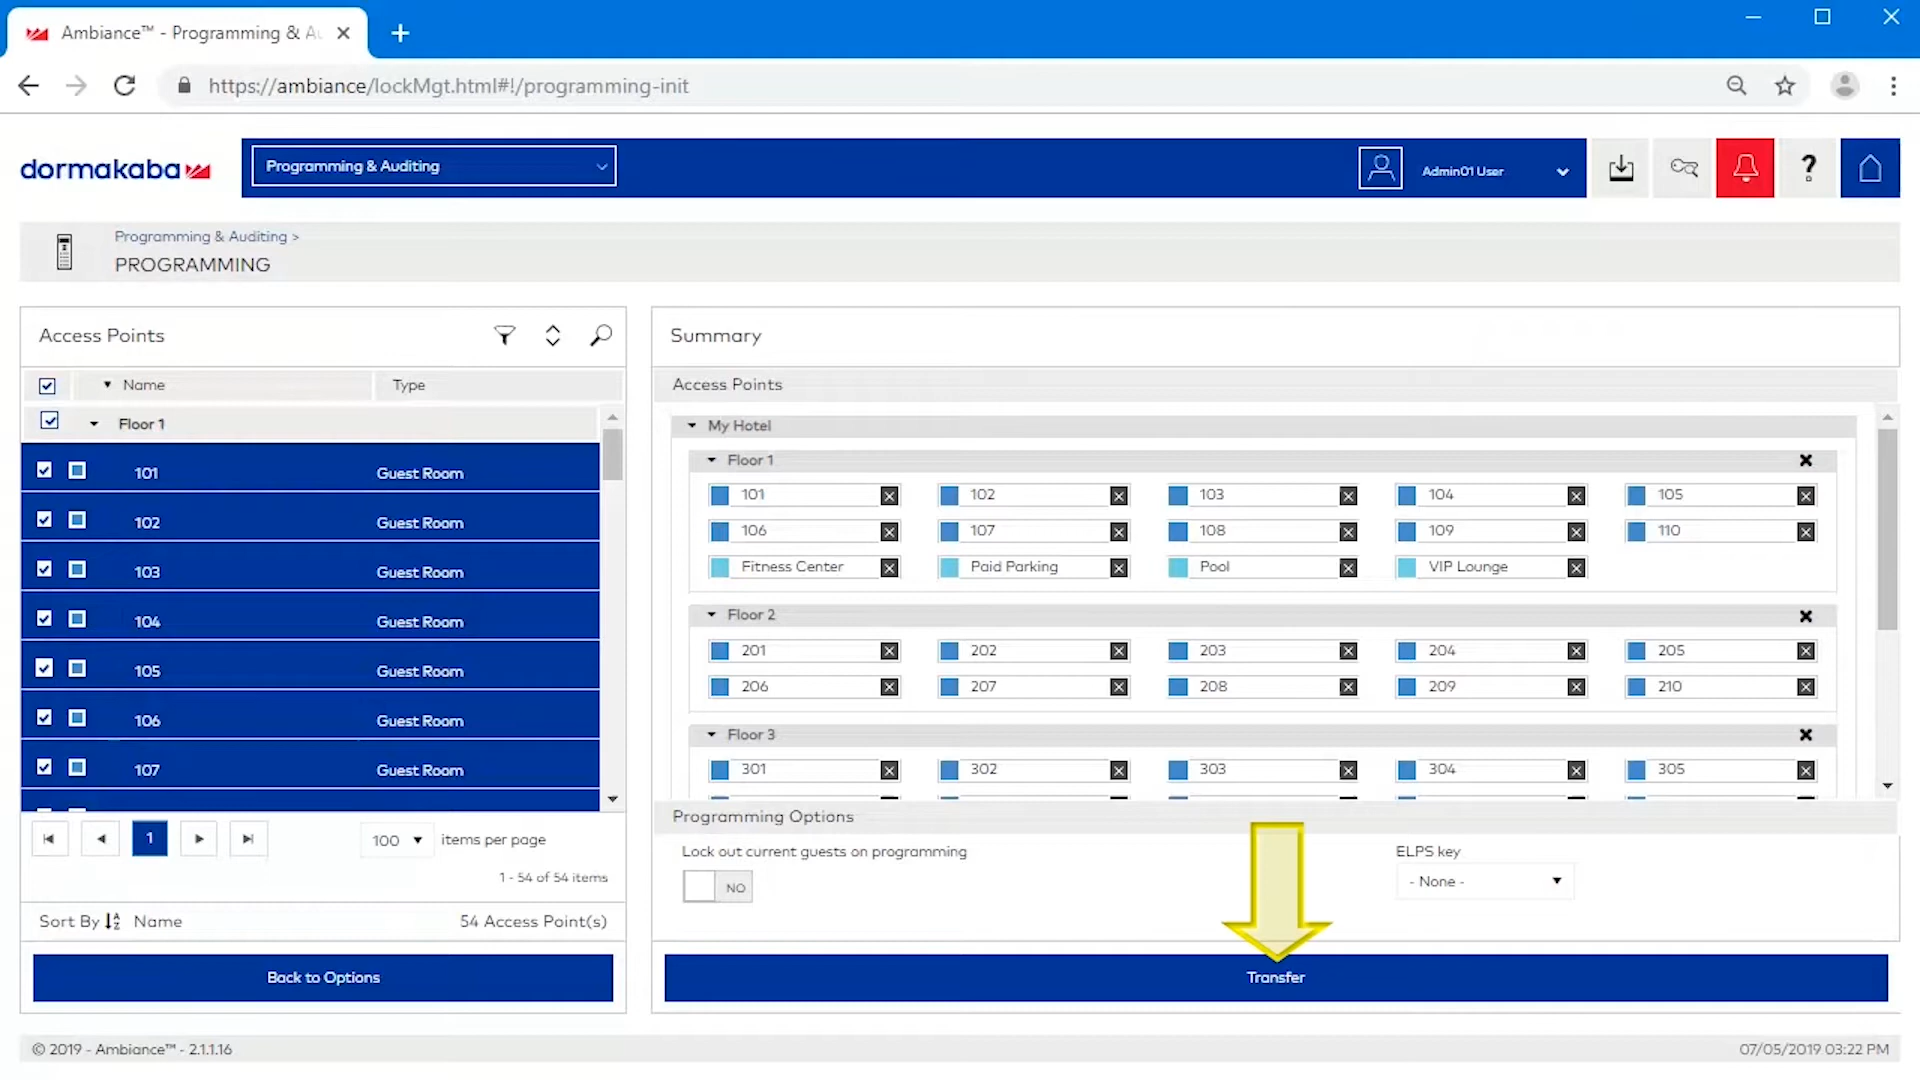 Ambiance™ - Programming & Au
https://ambiance/lockMgt.html#!/programming-init
dormakaba
Programming & Auditing
Admin01 User
?
Programming & Auditing >
PROGRAMMING
Access Points
Name Type
Floor 1
101 Guest Room
102 Guest Room
103 Guest Room
104 Guest Room
105 Guest Room
106 Guest Room
107 Guest Room
1
100 items per page
1 - 54 of 54 items
Sort By Name 54 Access Point(s)
Back to Options
Summary
Access Points
My Hotel
Floor 1
101 102 103 104 105
106 107 108 109 110
Fitness Center Paid Parking Pool VIP Lounge
Floor 2
201 202 203 204 205
206 207 208 209 210
Floor 3
301 302 303 304 305
Programming Options
Lock out current guests on programming
NO
ELPS key
- None -
Transfer
© 2019 - Ambiance™ - 2.1.1.16
07/05/2019 03:22 PM